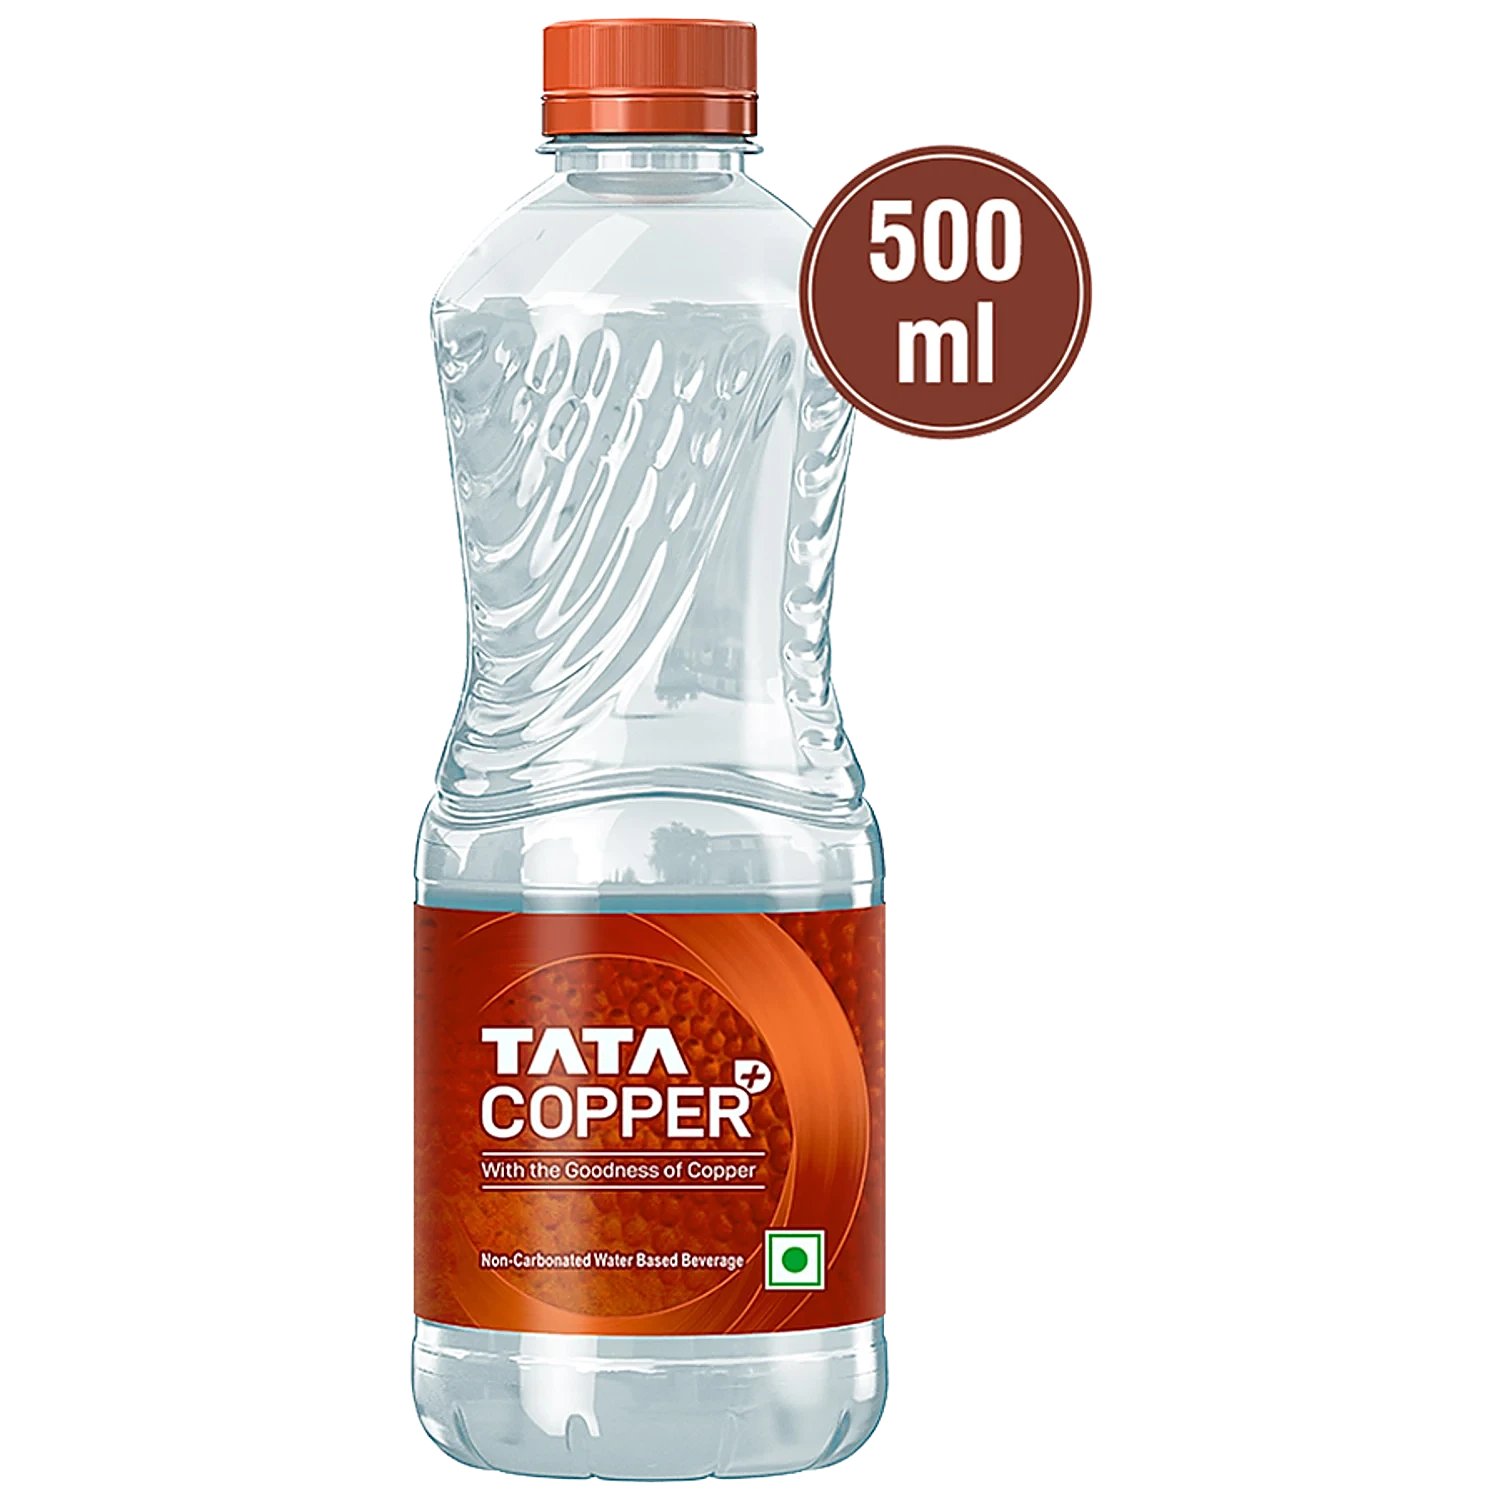 500
ml
TATA
COPPER+
With the Goodness of Copper
Non-Carbonated Water Based Beverage